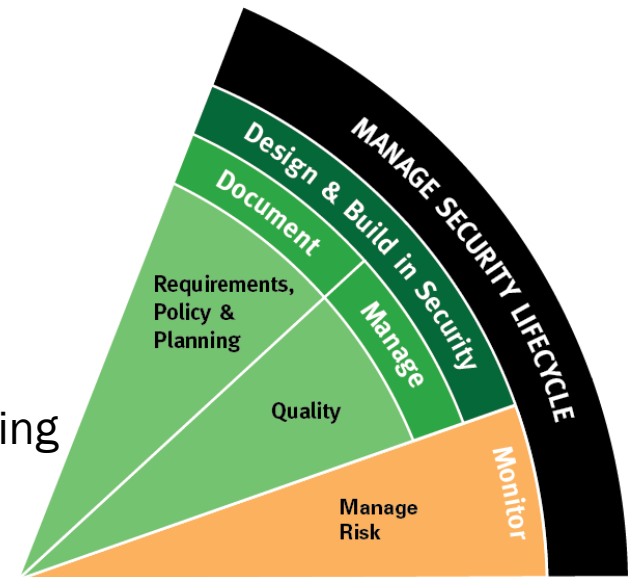 MANAGE SECURITY LIFECYCLE
Design & Build in Security
Document
Requirements,
Policy &
Planning
Manage
Quality
ing
Monitor
Manage
Risk